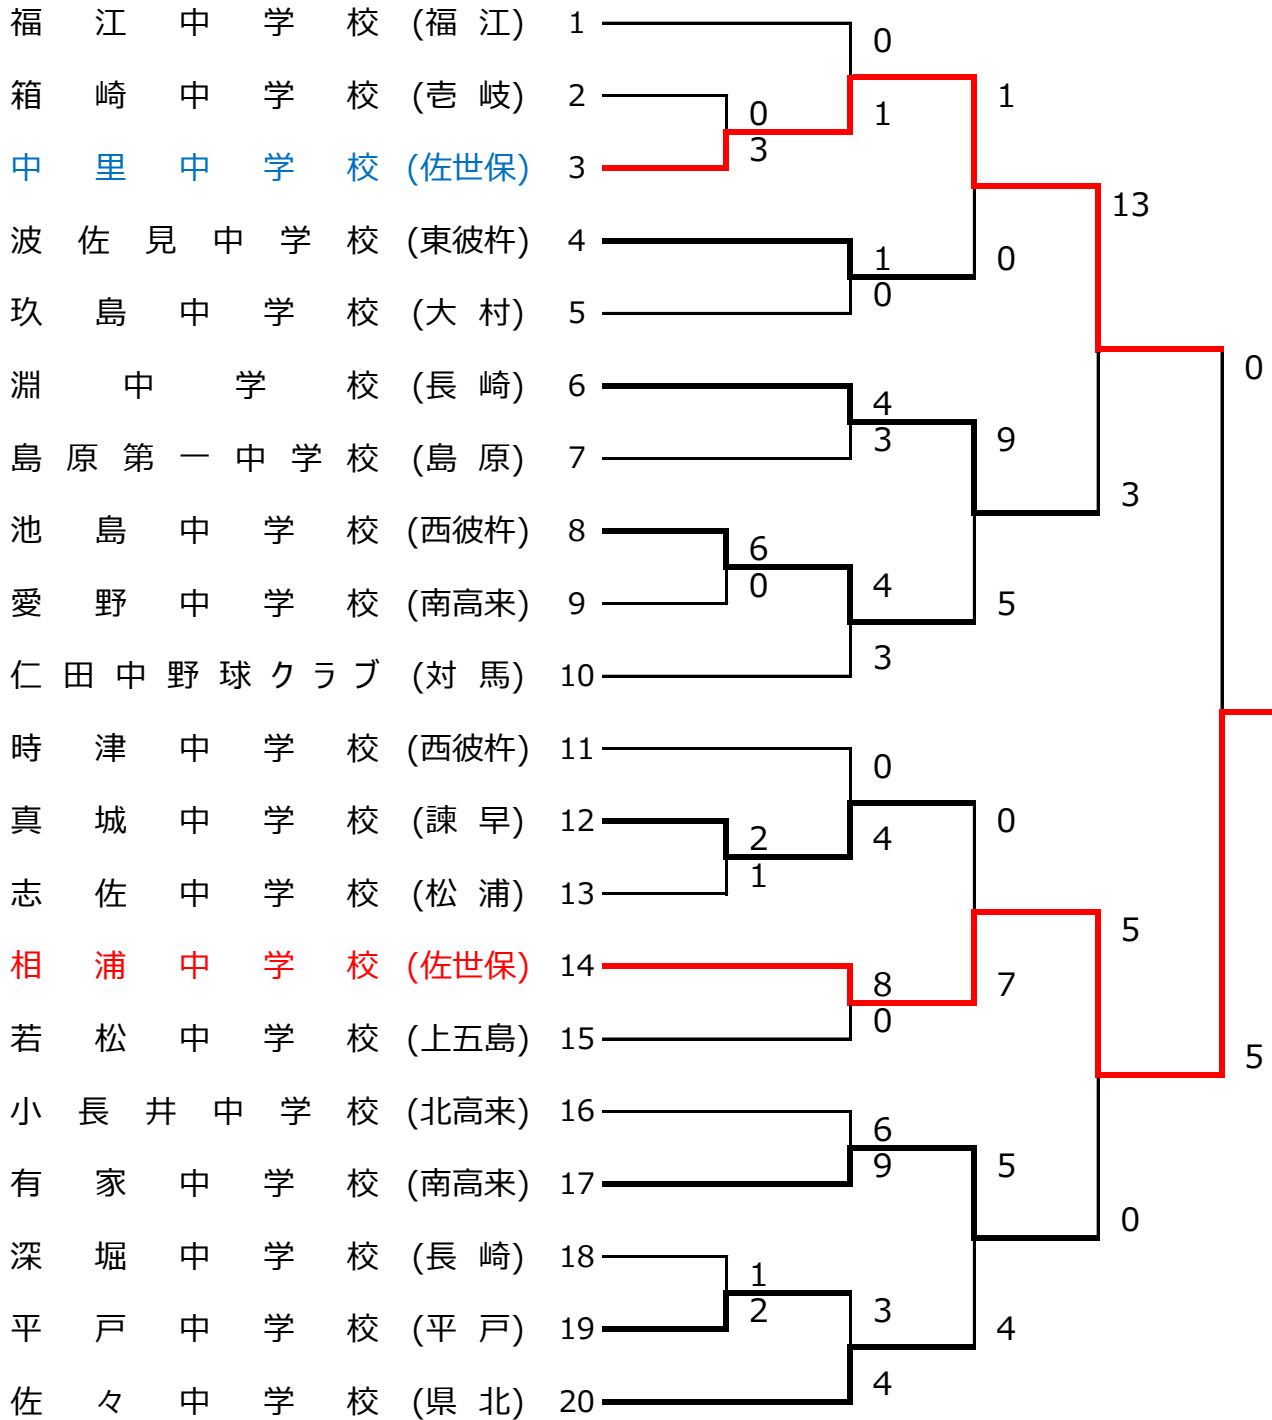 福江中学校 (福江) 1
0
箱崎中学校 (壱岐) 2
0
1
1
中里中学校 (佐世保) 3
3
13
波佐見中学校 (東彼杵) 4
1
0
玖島中学校 (大村) 5
0
0
淵中学校 (長崎) 6
4
島原第一中学校 (島原) 7
3
9
3
池島中学校 (西彼杵) 8
6
愛野中学校 (南高来) 9
0
4
5
仁田中野球クラブ (対馬) 10
3
時津中学校 (西彼杵) 11
0
真城中学校 (諫早) 12
2
4
0
志佐中学校 (松浦) 13
1
5
相浦中学校 (佐世保) 14
8
7
若松中学校 (上五島) 15
0
5
小長井中学校 (北高来) 16
6
有家中学校 (南高来) 17
9
5
0
深堀中学校 (長崎) 18
1
平戸中学校 (平戸) 19
2
3
4
佐々中学校 (県北) 20
4